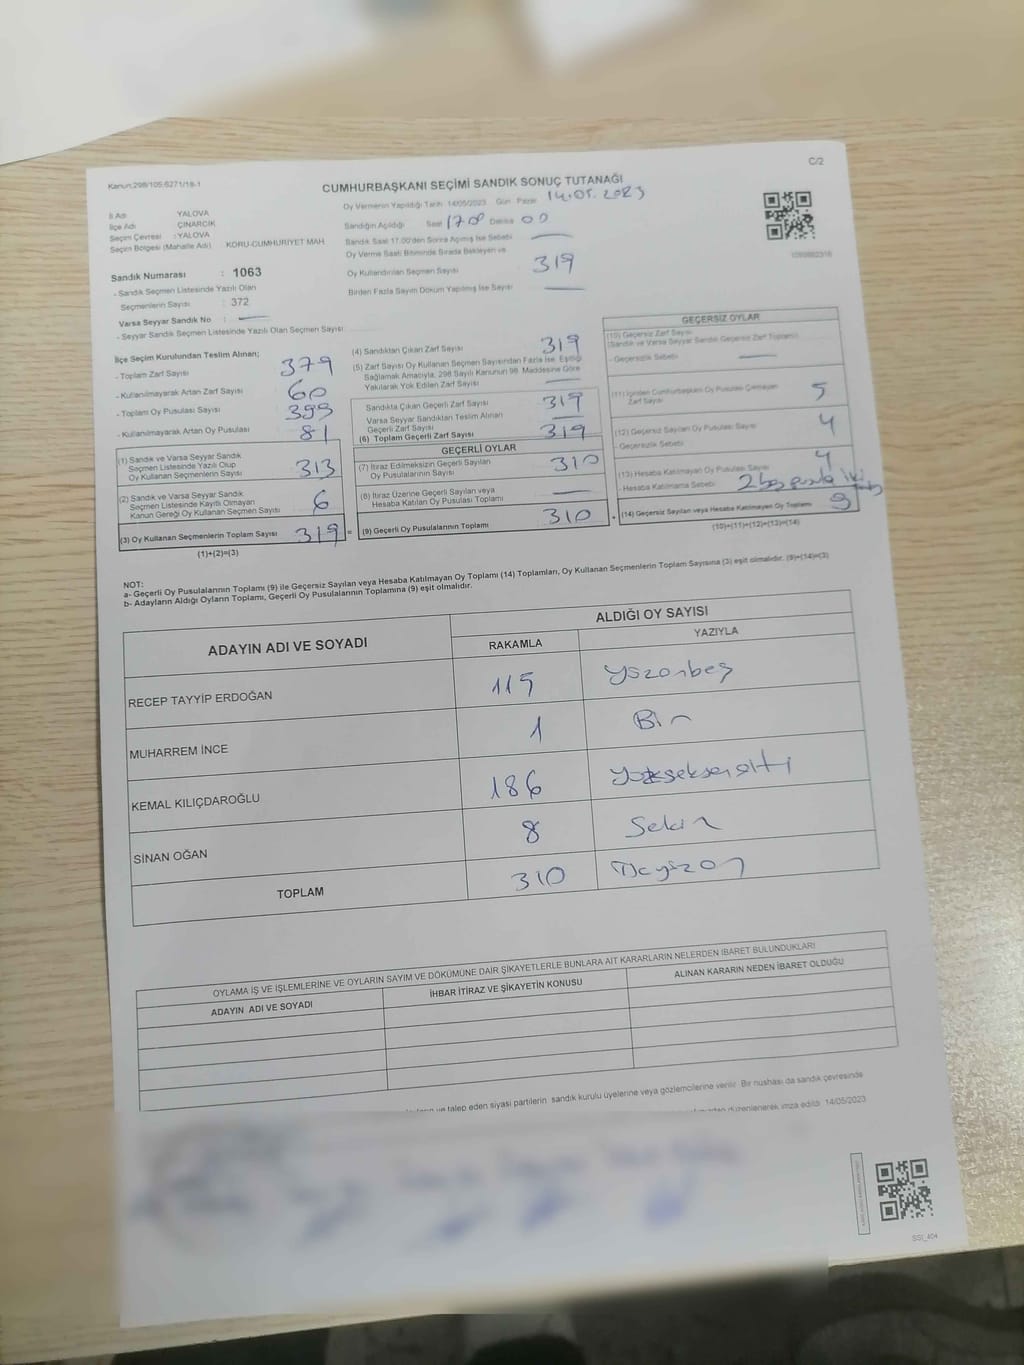 Kanun:298/105;6271/18-1
C/2
CUMHURBAŞKANI SEÇİMİ SANDIK SONUÇ TUTANAĞI
Oy Vermenin Yapıldığı Tarih: 14/05/2023 Gün Pazar 14.05.2023
İl Adı : YALOVA
İlçe Adı : ÇINARCIK
Seçim Çevresi : YALOVA
Seçim Bölgesi (Mahalle Adı) KORU-CUMHURİYET MAH
Sandık Numarası : 1063
- Sandık Seçmen Listesinde Yazılı Olan
Seçmenlerin Sayısı : 372
Varsa Seyyar Sandık No : —
- Seyyar Sandık Seçmen Listesinde Yazılı Olan Seçmen Sayısı:
Sandığın Açıldığı Saat 17:00 Dakika 00
Sandık Saat 17.00'den Sonra Açılmış İse Sebebi —
Oy Verme Saati Bitiminde Sırada Bekleyen ve
Oy Kullandırılan Seçmen Sayısı 319
Birden Fazla Sayım Döküm Yapılmış İse Sayısı —
İlçe Seçim Kurulundan Teslim Alınan;
- Toplam Zarf Sayısı 379
- Kullanılmayarak Artan Zarf Sayısı 60
- Toplam Oy Pusulası Sayısı 399
- Kullanılmayarak Artan Oy Pusulası 81
(1) Sandık ve Varsa Seyyar Sandık
Seçmen Listesinde Yazılı Olup
Oy Kullanan Seçmenlerin Sayısı 313
(2) Sandık ve Varsa Seyyar Sandık
Seçmen Listesinde Kayıtlı Olmayan
Kanun Gereği Oy Kullanan Seçmen Sayısı 6
(3) Oy Kullanan Seçmenlerin Toplam Sayısı 319
(1)+(2)=(3)
(4) Sandıktan Çıkan Zarf Sayısı 319
(5) Zarf Sayısı Oy Kullanan Seçmen Sayısından Fazla İse, Eşitliği
Sağlamak Amacıyla, 298 Sayılı Kanunun 98. Maddesine Göre
Yakılarak Yok Edilen Zarf Sayısı —
Sandıkta Çıkan Geçerli Zarf Sayısı 319
Varsa Seyyar Sandıktan Teslim Alınan
Geçerli Zarf Sayısı —
(6) Toplam Geçerli Zarf Sayısı 319
GEÇERLİ OYLAR
(7) İtiraz Edilmeksizin Geçerli Sayılan
Oy Pusulalarının Sayısı 310
(8) İtiraz Üzerine Geçerli Sayılan veya
Hesaba Katılan Oy Pusulası Toplamı —
= (9) Geçerli Oy Pusulalarının Toplamı 310
GEÇERSİZ OYLAR
(10) Geçersiz Zarf Sayısı
(Sandık ve Varsa Seyyar Sandık Geçersiz Zarf Toplamı)
- Geçersizlik Sebebi —
(11) İçinden Cumhurbaşkanı Oy Pusulası Çıkmayan
Zarf Sayısı 5
(12) Geçersiz Sayılan Oy Pusulası Sayısı 4
- Geçersizlik Sebebi
(13) Hesaba Katılmayan Oy Pusulası Sayısı 4
- Hesaba Katılmama Sebebi 2 boş pusula iki
+ (14) Geçersiz Sayılan veya Hesaba Katılmayan Oy Toplamı 9
(10)+(11)+(12)+(13)=(14)
NOT:
a- Geçerli Oy Pusulalarının Toplamı (9) ile Geçersiz Sayılan veya Hesaba Katılmayan Oy Toplamı (14) Toplamları, Oy Kullanan Seçmenlerin Toplam Sayısına (3) eşit olmalıdır. (9)+(14)=(3)
b- Adayların Aldığı Oyların Toplamı, Geçerli Oy Pusulalarının Toplamına (9) eşit olmalıdır.
ADAYIN ADI VE SOYADI
ALDIĞI OY SAYISI
RAKAMLA YAZIYLA
RECEP TAYYİP ERDOĞAN 115 Yüzonbeş
MUHARREM İNCE 1 Bir
KEMAL KILIÇDAROĞLU 186 Yüzseksenaltı
SİNAN OĞAN 8 Sekiz
TOPLAM 310 Üçyüzon
OYLAMA İŞ VE İŞLEMLERİNE VE OYLARIN SAYIM VE DÖKÜMÜNE DAİR ŞİKAYETLERLE BUNLARA AİT KARARLARIN NELERDEN İBARET BULUNDUKLARI
ADAYIN ADI VE SOYADI İHBAR İTİRAZ VE ŞİKAYETİN KONUSU ALINAN KARARIN NEDEN İBARET OLDUĞU
ve talep eden siyasi partilerin sandık kurulu üyelerine veya gözlemcilerine verilir. Bir nushası da sandık çevresinde
düzenlenerek imza edildi. 14/05/2023
SSI_404